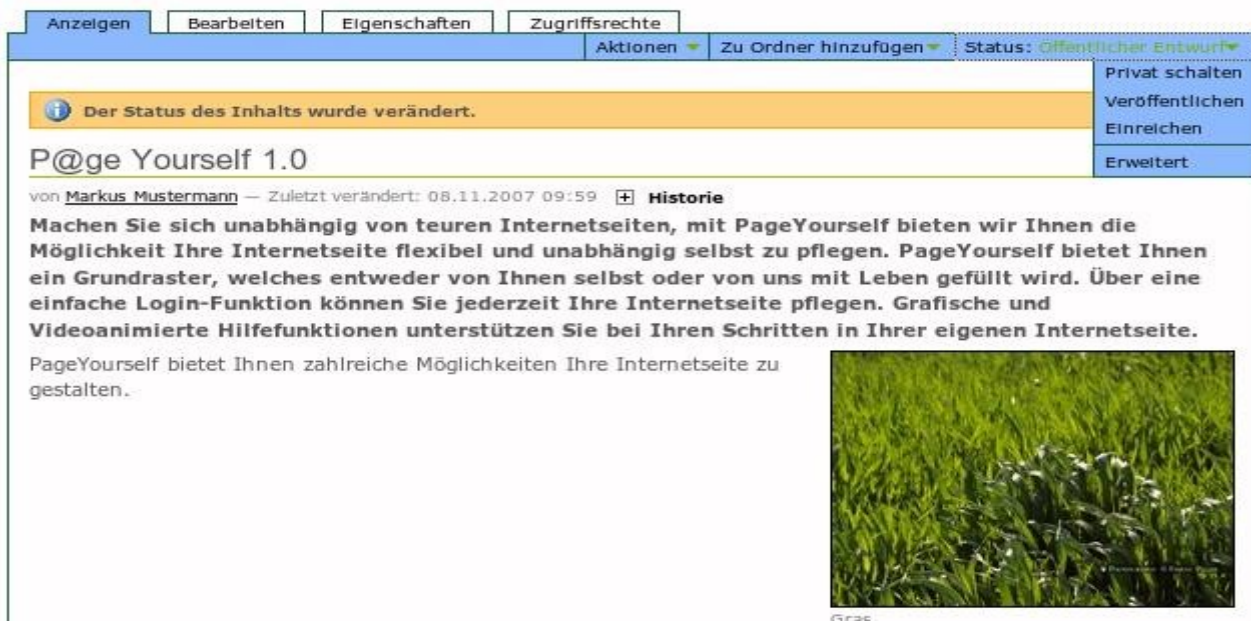 Anzeigen Bearbeiten Eigenschaften Zugriffsrechte
Aktionen Zu Ordner hinzufügen Status: Öffentlicher Entwurf
Privat schalten
Veröffentlichen
Einreichen
Erweitert
Der Status des Inhalts wurde verändert.
P@ge Yourself 1.0
von Markus Mustermann — Zuletzt verändert: 08.11.2007 09:59 Historie
Machen Sie sich unabhängig von teuren Internetseiten, mit PageYourself bieten wir Ihnen die
Möglichkeit Ihre Internetseite flexibel und unabhängig selbst zu pflegen. PageYourself bietet Ihnen
ein Grundraster, welches entweder von Ihnen selbst oder von uns mit Leben gefüllt wird. Über eine
einfache Login-Funktion können Sie jederzeit Ihre Internetseite pflegen. Grafische und
Videoanimierte Hilfefunktionen unterstützen Sie bei Ihren Schritten in Ihrer eigenen Internetseite.
PageYourself bietet Ihnen zahlreiche Möglichkeiten Ihre Internetseite zu
gestalten.
Gras